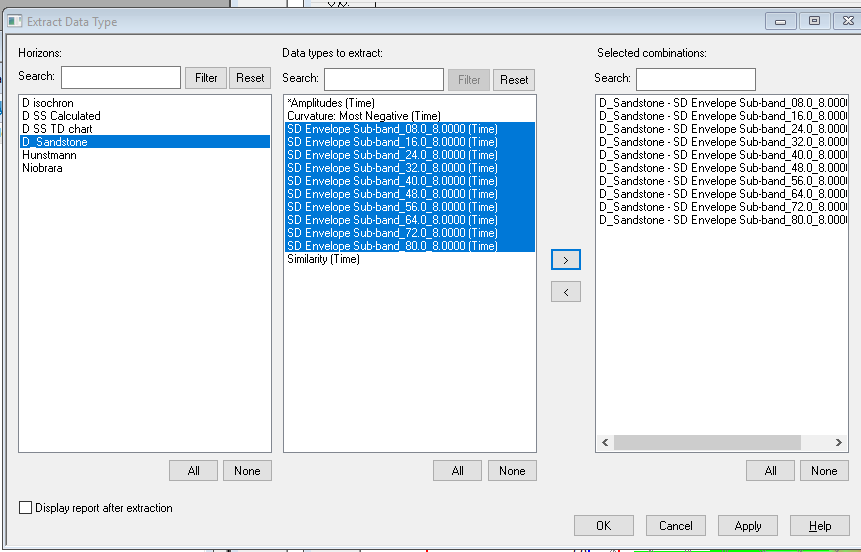 Extract Data Type
Horizons:
Search:
Filter
Reset
D isochron
D SS Calculated
D SS TD chart
D_Sandstone
Hunstmann
Niobrara
All
None
Data types to extract:
Search:
Filter
Reset
*Amplitudes (Time)
Curvature: Most Negative (Time)
SD Envelope Sub-band_08.0_8.0000 (Time)
SD Envelope Sub-band_16.0_8.0000 (Time)
SD Envelope Sub-band_24.0_8.0000 (Time)
SD Envelope Sub-band_32.0_8.0000 (Time)
SD Envelope Sub-band_40.0_8.0000 (Time)
SD Envelope Sub-band_48.0_8.0000 (Time)
SD Envelope Sub-band_56.0_8.0000 (Time)
SD Envelope Sub-band_64.0_8.0000 (Time)
SD Envelope Sub-band_72.0_8.0000 (Time)
SD Envelope Sub-band_80.0_8.0000 (Time)
Similarity (Time)
All
None
>
<
Selected combinations:
Search:
D_Sandstone - SD Envelope Sub-band_08.0_8.0000
D_Sandstone - SD Envelope Sub-band_16.0_8.0000
D_Sandstone - SD Envelope Sub-band_24.0_8.0000
D_Sandstone - SD Envelope Sub-band_32.0_8.0000
D_Sandstone - SD Envelope Sub-band_40.0_8.0000
D_Sandstone - SD Envelope Sub-band_48.0_8.0000
D_Sandstone - SD Envelope Sub-band_56.0_8.0000
D_Sandstone - SD Envelope Sub-band_64.0_8.0000
D_Sandstone - SD Envelope Sub-band_72.0_8.0000
D_Sandstone - SD Envelope Sub-band_80.0_8.0000
All
None
Display report after extraction
OK
Cancel
Apply
Help